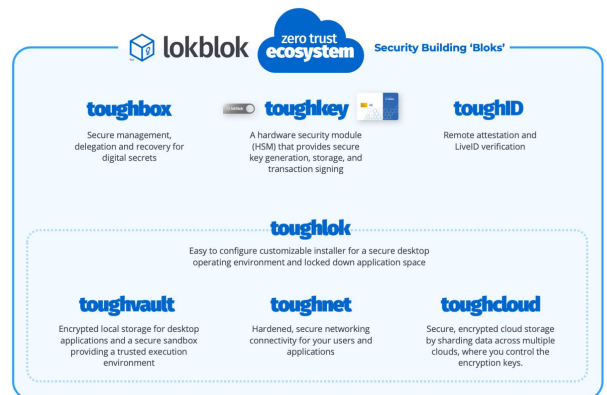 lokblok
zero trust
ecosystem
Security Building ‘Bloks’
toughbox
Secure management,
delegation and recovery for
digital secrets
toughkey
A hardware security module
(HSM) that provides secure
key generation, storage, and
transaction signing
toughID
Remote attestation and
LiveID verification
toughlok
Easy to configure customizable installer for a secure desktop
operating environment and locked down application space
toughvault
Encrypted local storage for desktop
applications and a secure sandbox
providing a trusted execution
environment
toughnet
Hardened, secure networking
connectivity for your users and
applications
toughcloud
Secure, encrypted cloud storage
by sharding data across multiple
clouds, where you control the
encryption keys.